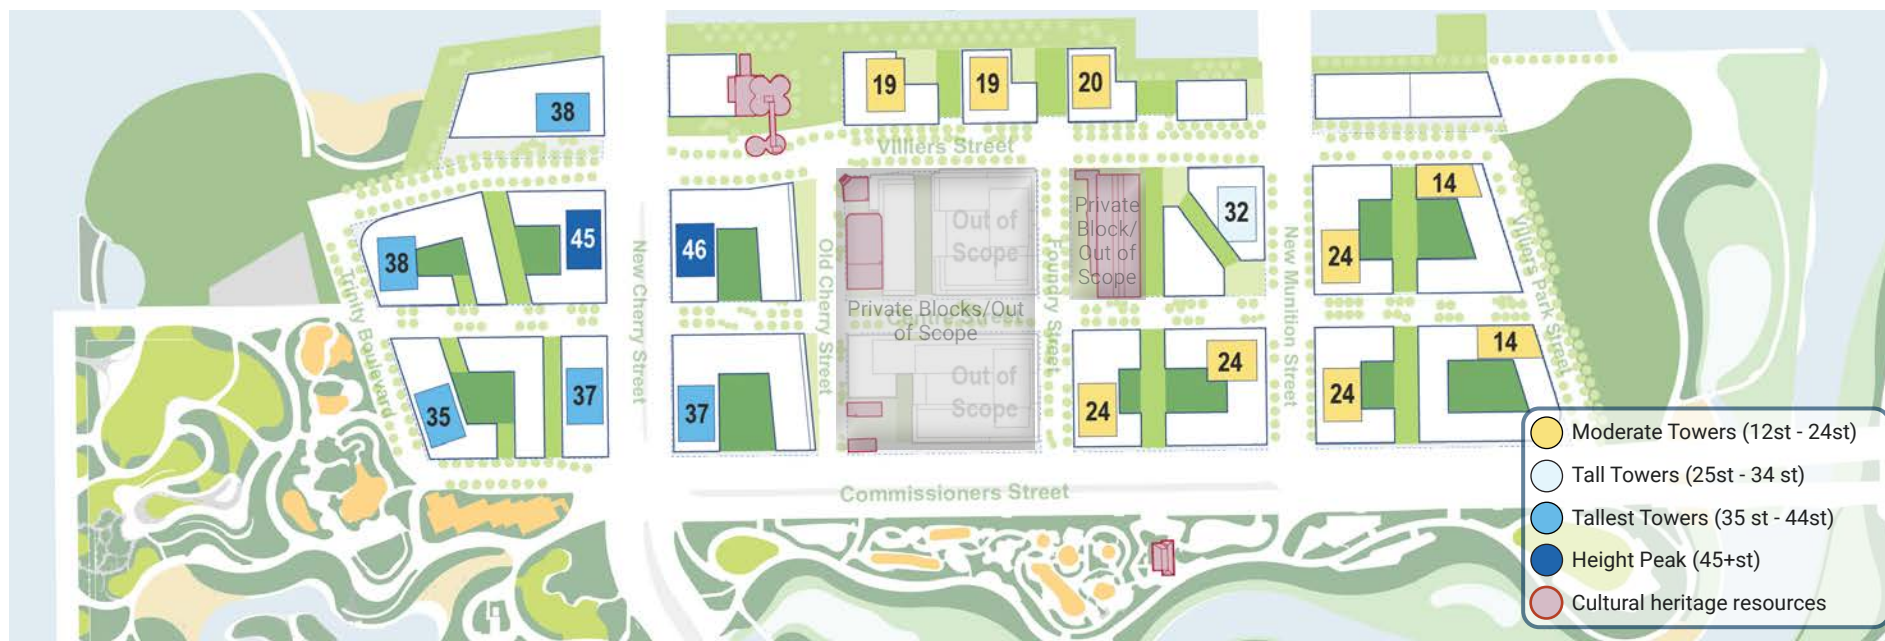 38
19
19
20
Villiers Street
38
45
46
Out of
Scope
Private
Block/
Out of
Scope
32
14
24
Trinity Boulevard
New Cherry Street
Old Cherry Street
Foundry Street
New Munition Street
Villiers Park Street
Private Blocks/Out
of Scope
Centre Street
35
37
37
Out of
Scope
24
24
14
24
Commissioners Street
Moderate Towers (12st - 24st)
Tall Towers (25st - 34 st)
Tallest Towers (35 st - 44st)
Height Peak (45+st)
Cultural heritage resources